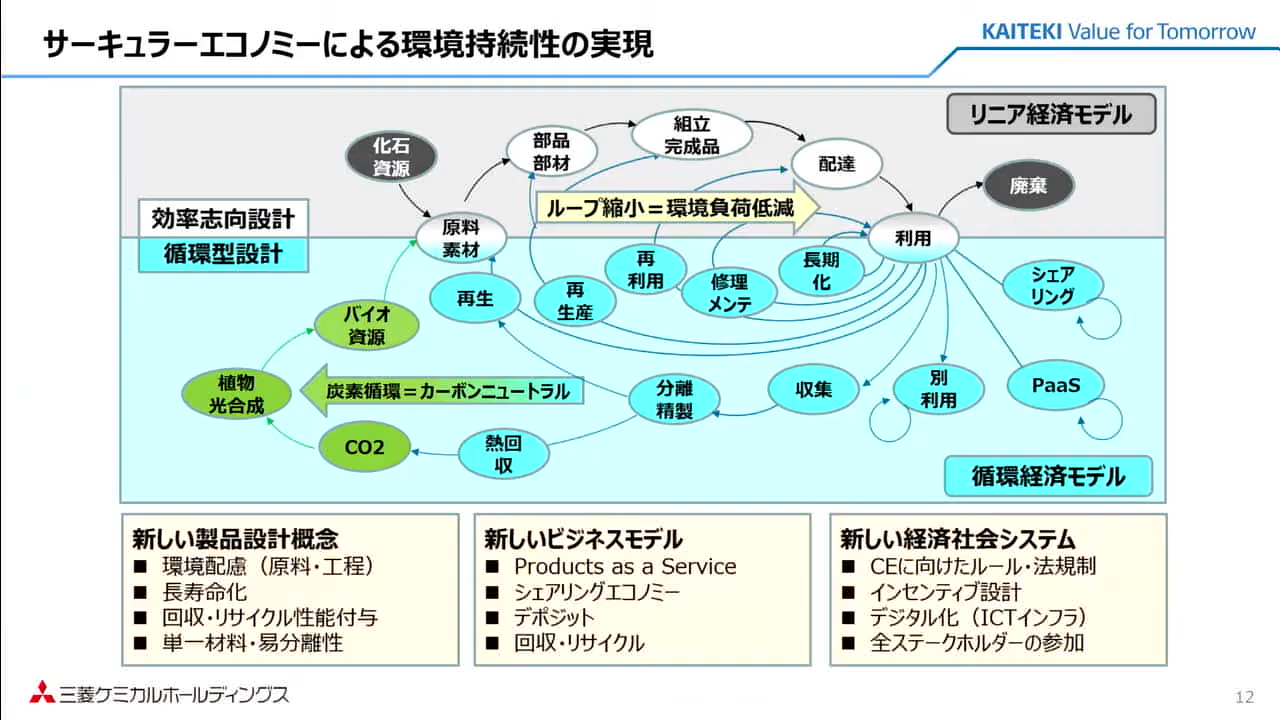 サーキュラーエコノミーによる環境持続性の実現
KAITEKI Value for Tomorrow
リニア経済モデル
化石
資源
部品
部材
組立
完成品
配達
廃棄
ループ縮小＝環境負荷低減
効率志向設計
循環型設計
原料
素材
利用
再生
再
生産
再
利用
修理
メンテ
長期
化
シェア
リング
バイオ
資源
植物
光合成
炭素循環＝カーボンニュートラル
分離
精製
収集
別
利用
PaaS
CO2
熱回
収
循環経済モデル
新しい製品設計概念
■ 環境配慮（原料・工程）
■ 長寿命化
■ 回収・リサイクル性能付与
■ 単一材料・易分離性
新しいビジネスモデル
■ Products as a Service
■ シェアリングエコノミー
■ デポジット
■ 回収・リサイクル
新しい経済社会システム
■ CEに向けたルール・法規制
■ インセンティブ設計
■ デジタル化（ICTインフラ）
■ 全ステークホルダーの参加
三菱ケミカルホールディングス
12